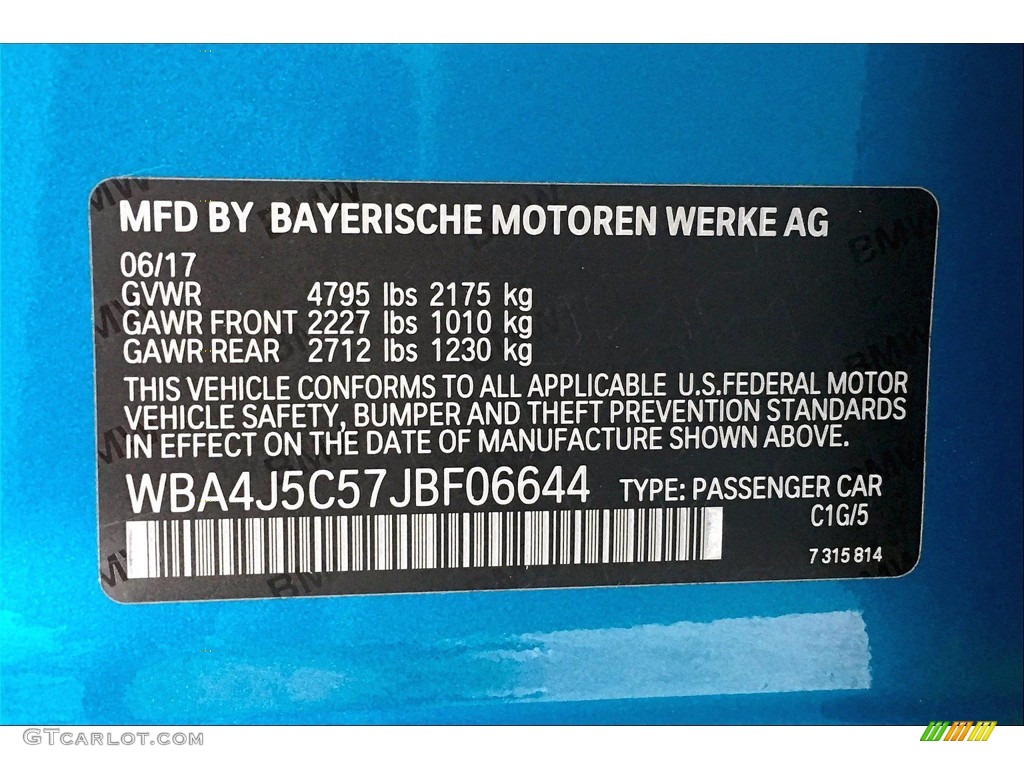 MFD BY BAYERISCHE MOTOREN WERKE AG
06/17
GVWR 4795 lbs 2175 kg
GAWR FRONT 2227 lbs 1010 kg
GAWR REAR 2712 lbs 1230 kg
THIS VEHICLE CONFORMS TO ALL APPLICABLE U.S.FEDERAL MOTOR
VEHICLE SAFETY, BUMPER AND THEFT PREVENTION STANDARDS
IN EFFECT ON THE DATE OF MANUFACTURE SHOWN ABOVE.
WBA4J5C57JBF06644 TYPE: PASSENGER CAR
C1G/5
7 315 814
GTCARLOT.COM